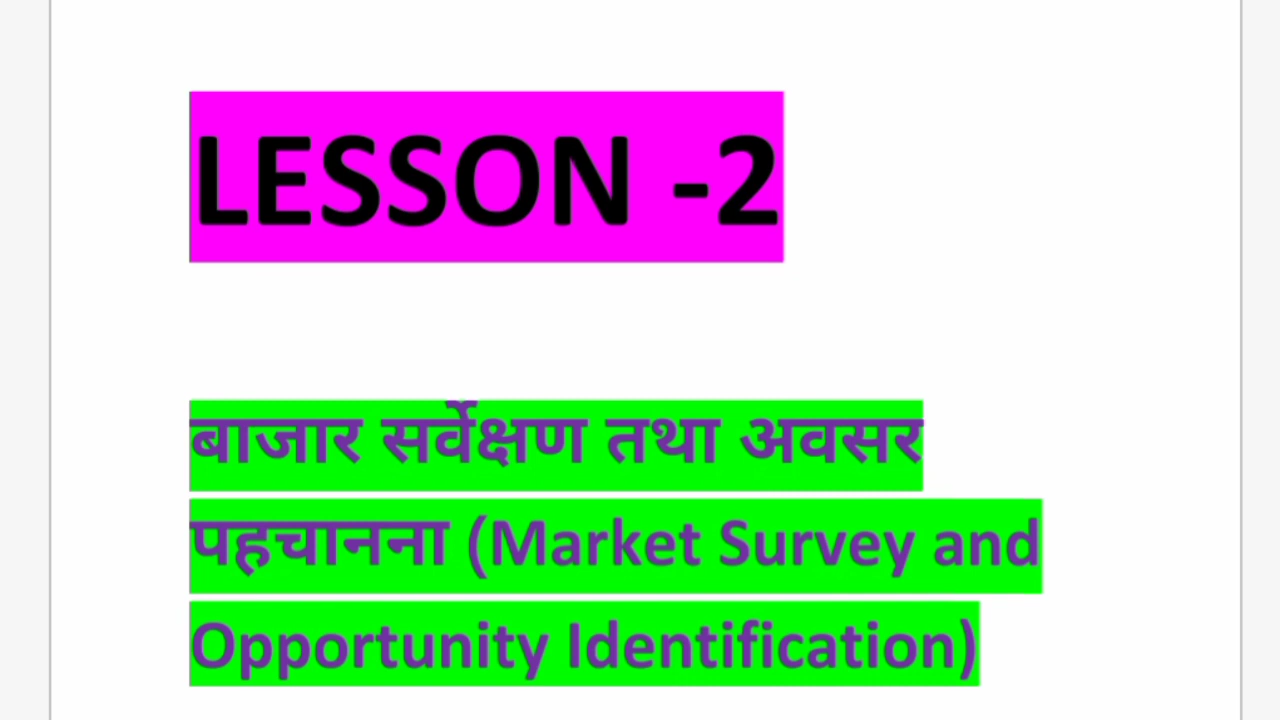 LESSON -2
बाजार सर्वेक्षण तथा अवसर
पहचानना (Market Survey and
Opportunity Identification)